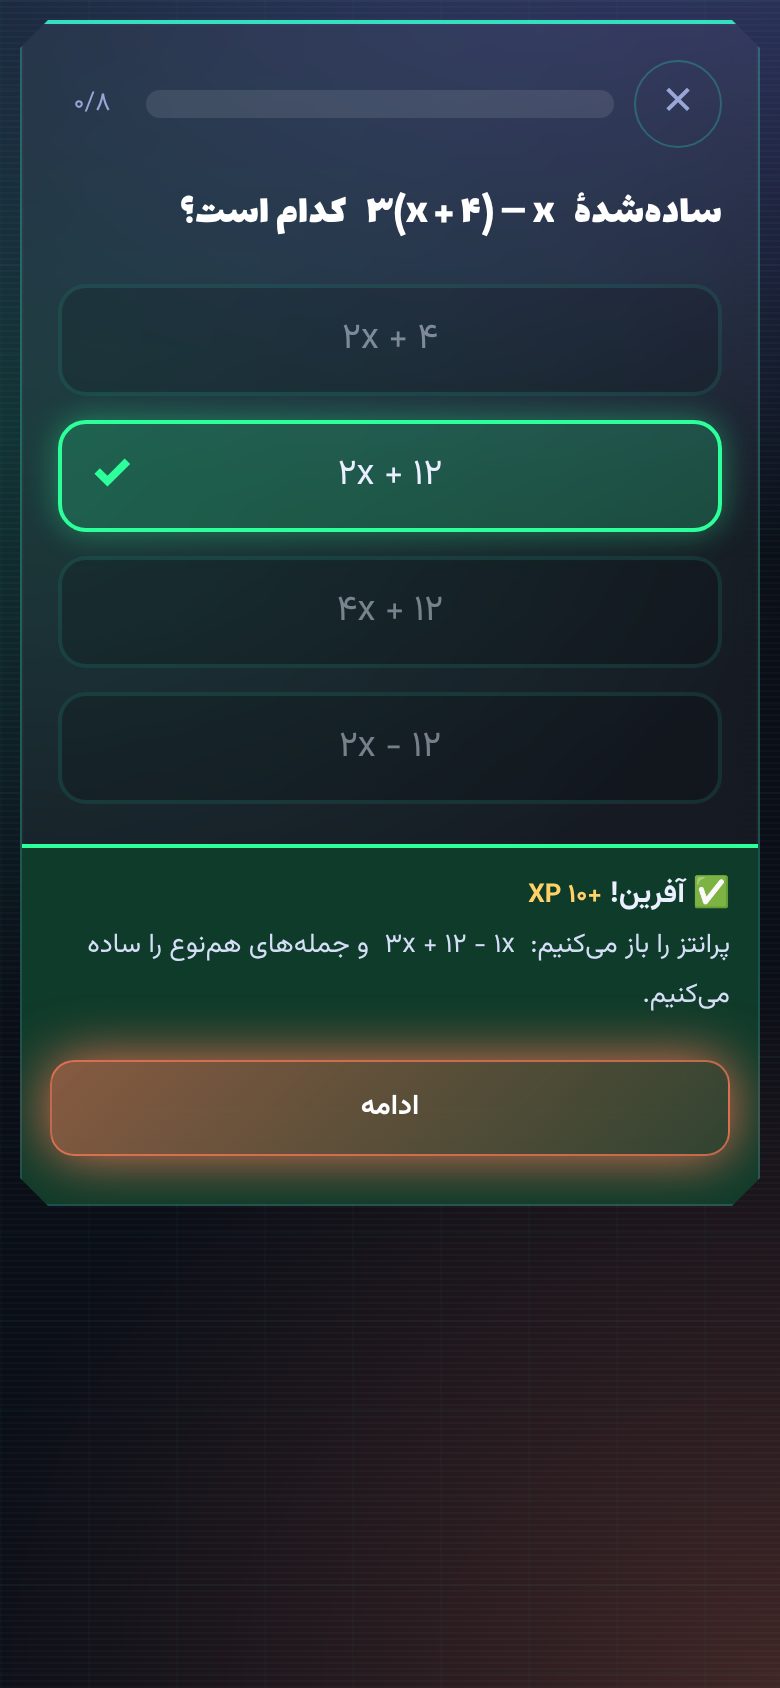 ۰/۸
ساده‌شدهٔ ۳(x + ۴) − x کدام است؟
۲x + ۴
۲x + ۱۲
۴x + ۱۲
۲x − ۱۲
✅ آفرین! +۱۰ XP
پرانتز را باز می‌کنیم: ۳x + ۱۲ − ۱x و جمله‌های هم‌نوع را ساده
می‌کنیم.
ادامه